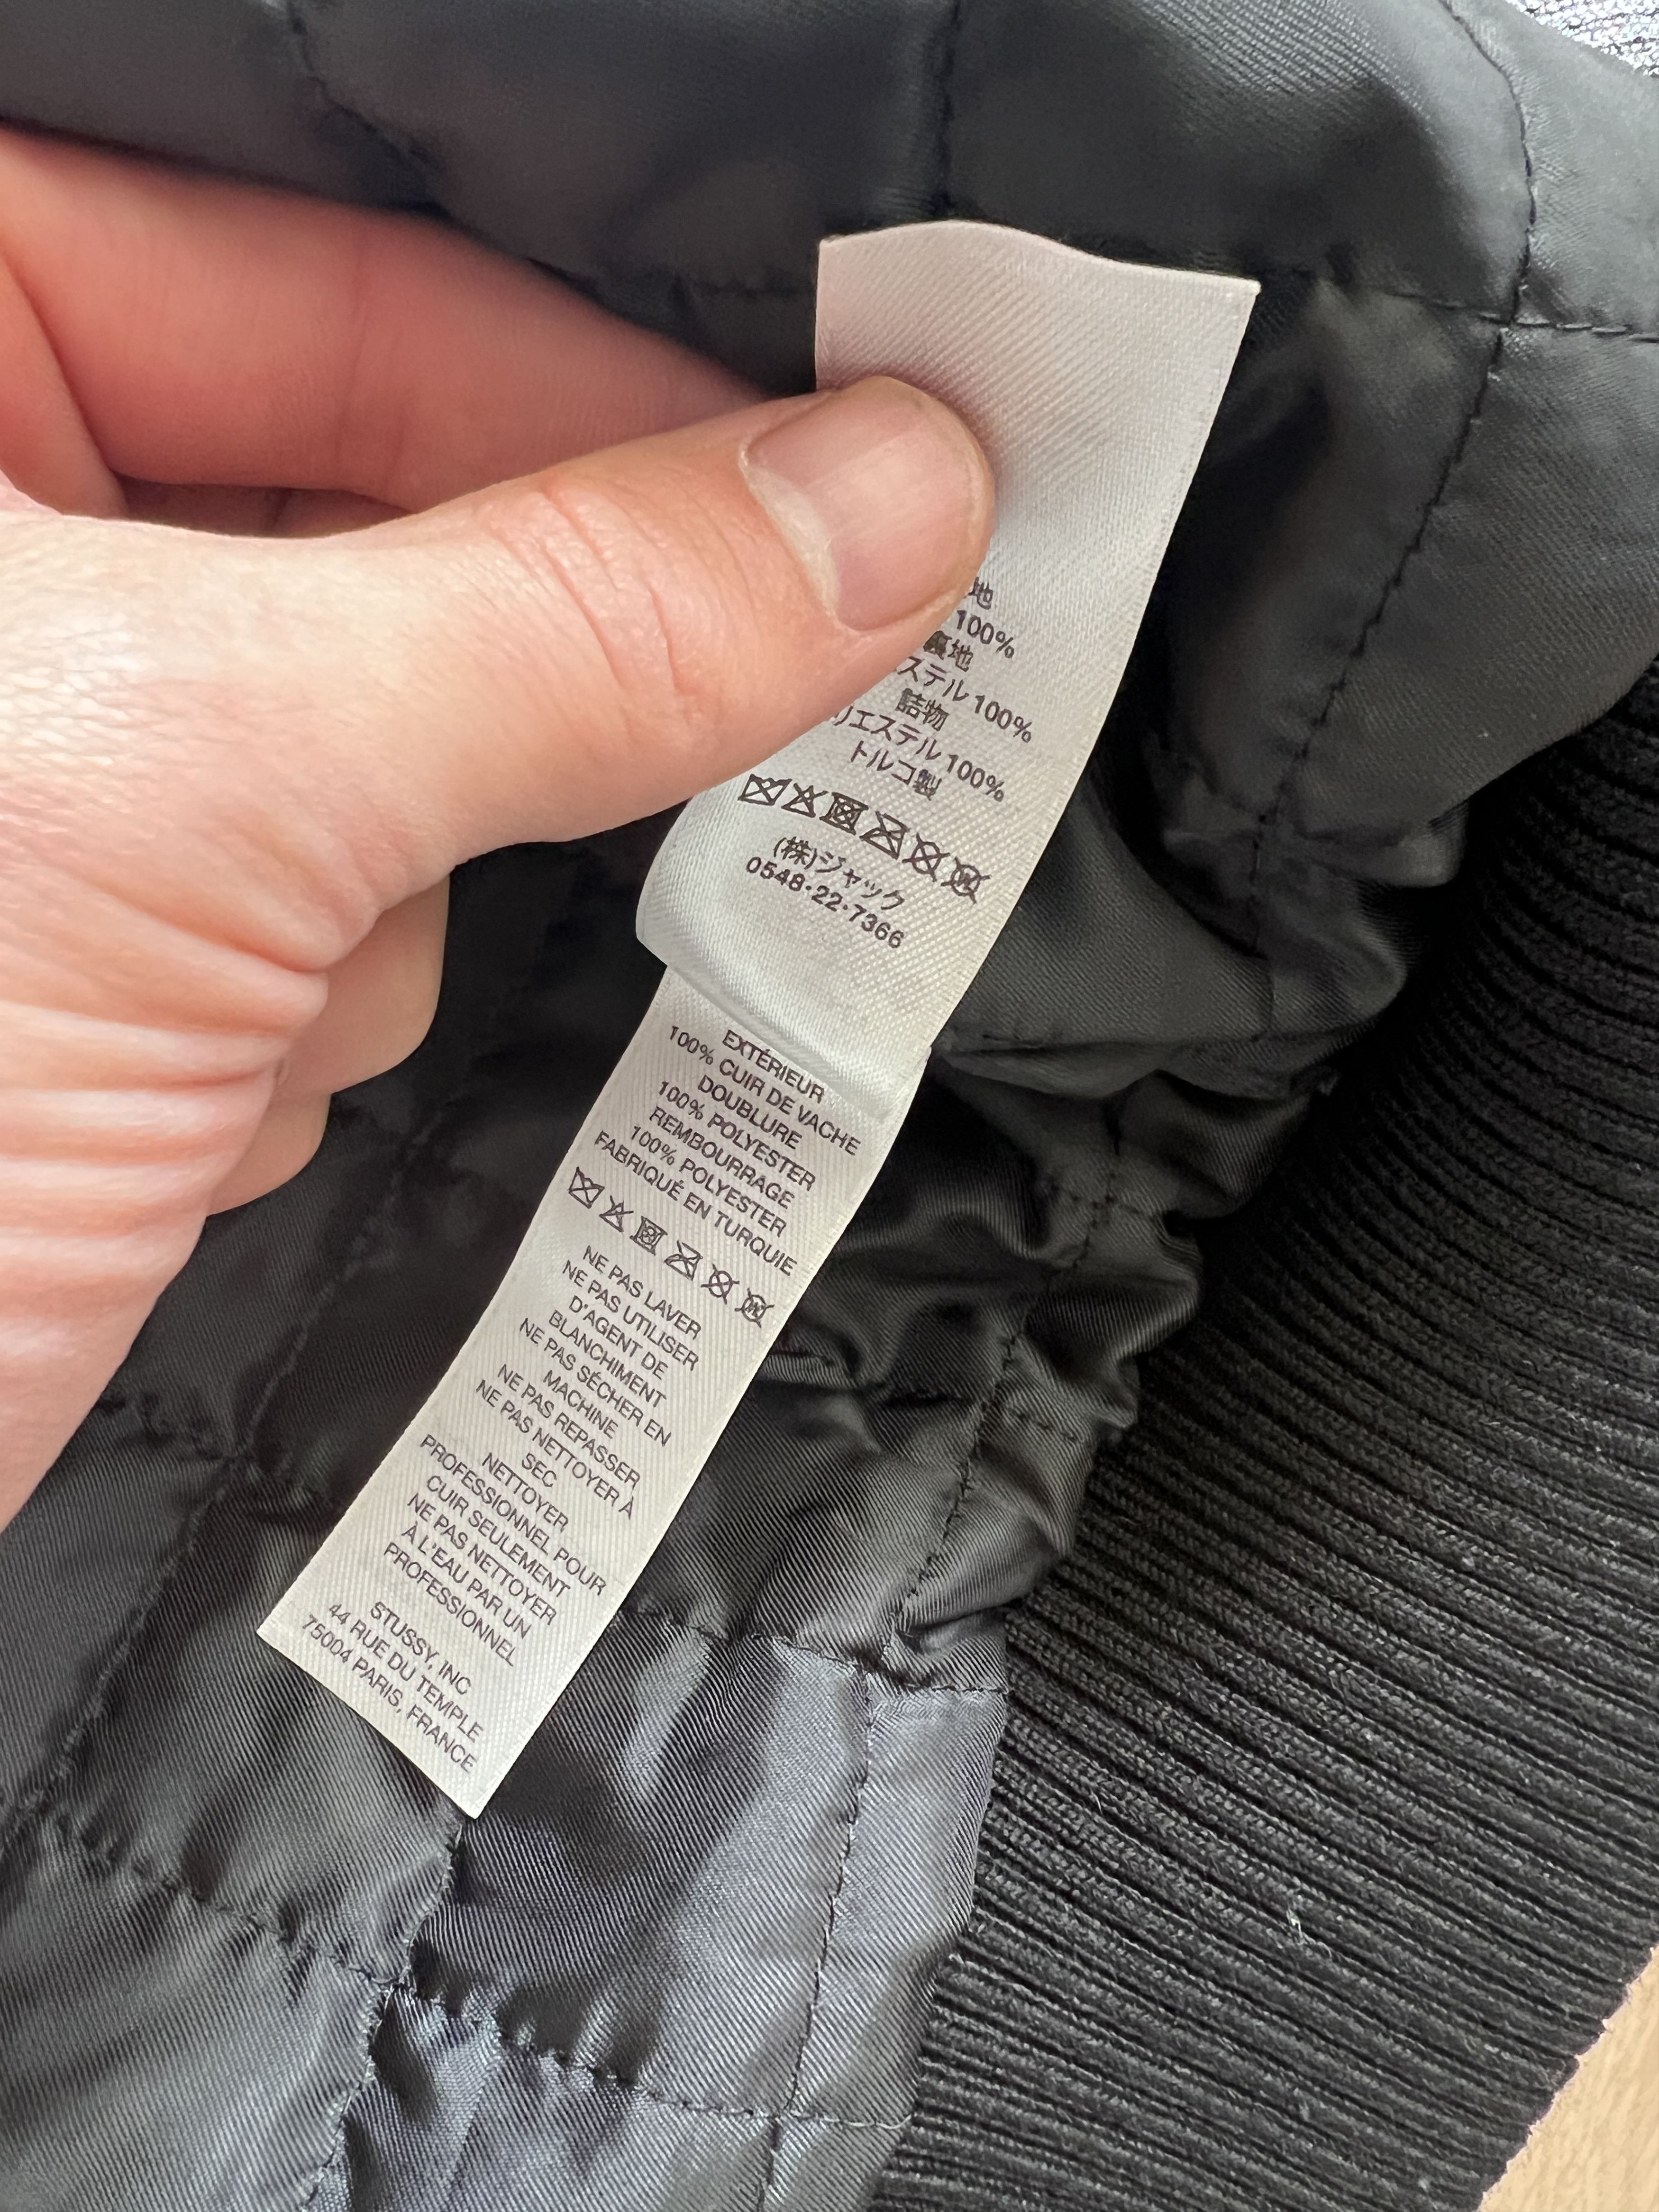 地
100%
裏地
ステル 100%
詰物
リエステル 100%
トルコ製
(株)ジャック
0548・22・7366
EXTÉRIEUR
100% CUIR DE VACHE
DOUBLURE
100% POLYESTER
REMBOURRAGE
100% POLYESTER
FABRIQUÉ EN TURQUIE
NE PAS LAVER
NE PAS UTILISER
D'AGENT DE
BLANCHIMENT
NE PAS SÉCHER EN
MACHINE
NE PAS REPASSER
NE PAS NETTOYER À
SEC
NETTOYER
PROFESSIONNEL POUR
CUIR SEULEMENT
NE PAS NETTOYER
À L'EAU PAR UN
PROFESSIONNEL
STUSSY, INC
44 RUE DU TEMPLE
75004 PARIS, FRANCE